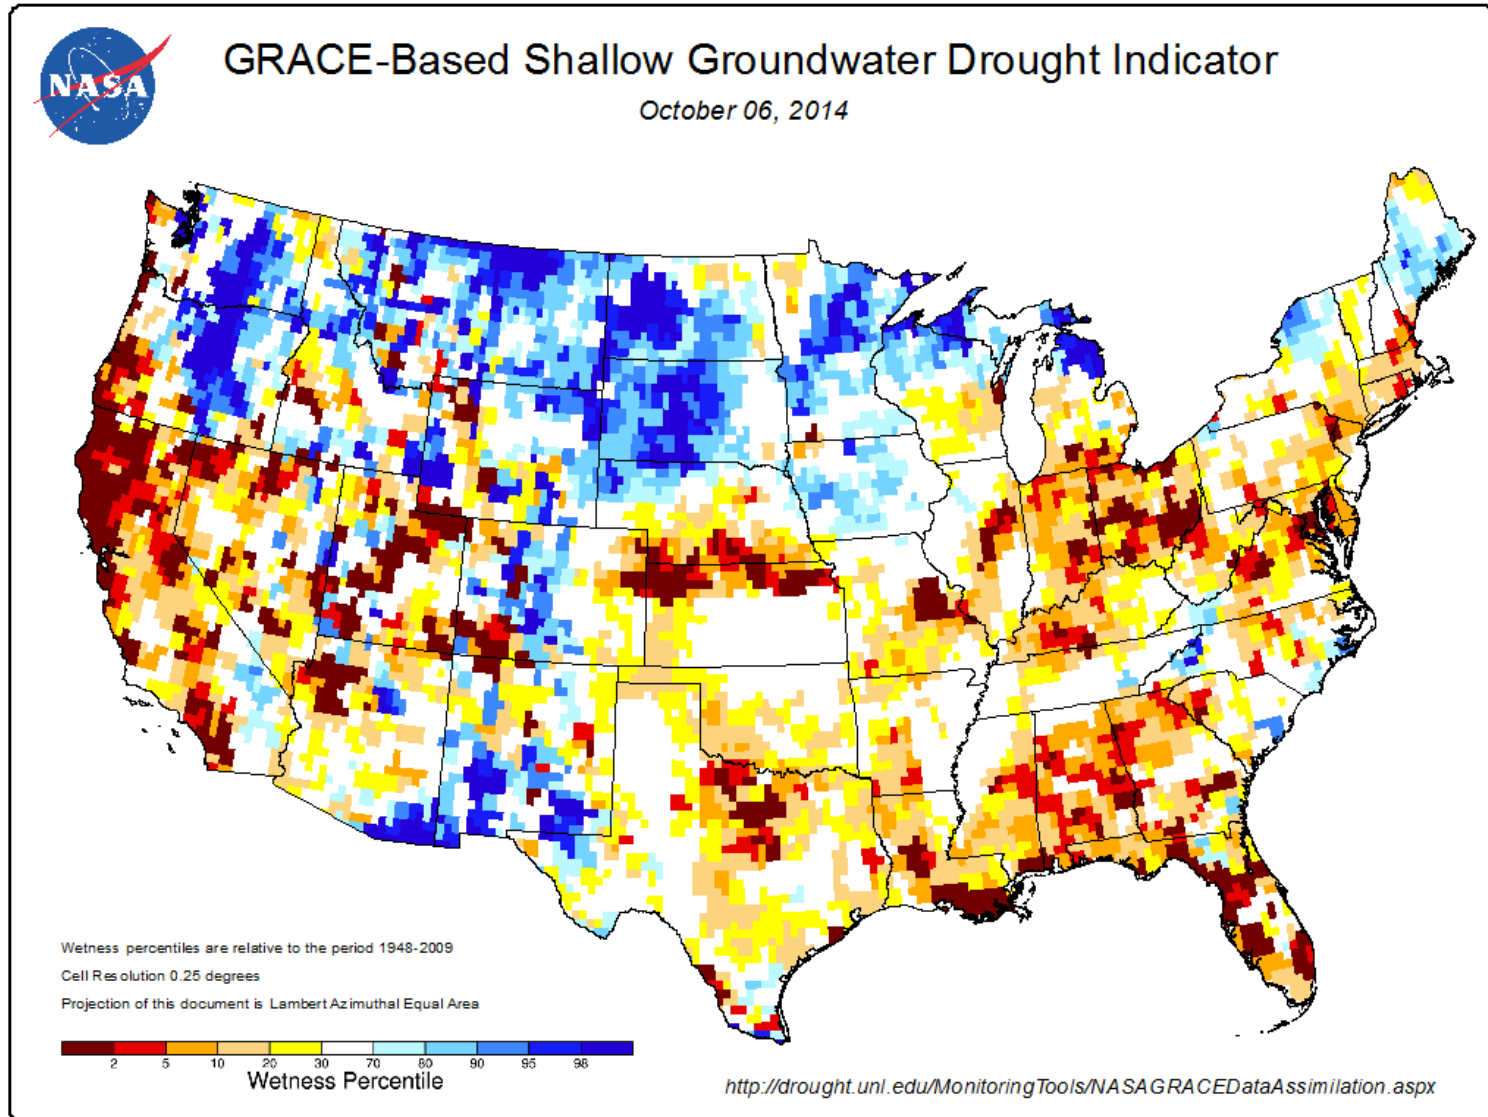 NASA
GRACE-Based Shallow Groundwater Drought Indicator
October 06, 2014
Wetness percentiles are relative to the period 1948-2009
Cell Resolution 0.25 degrees
Projection of this document is Lambert Azimuthal Equal Area
2 5 10 20 30 70 80 90 95 98
Wetness Percentile
http://drought.unl.edu/MonitoringTools/NASAGRACEDataAssimilation.aspx